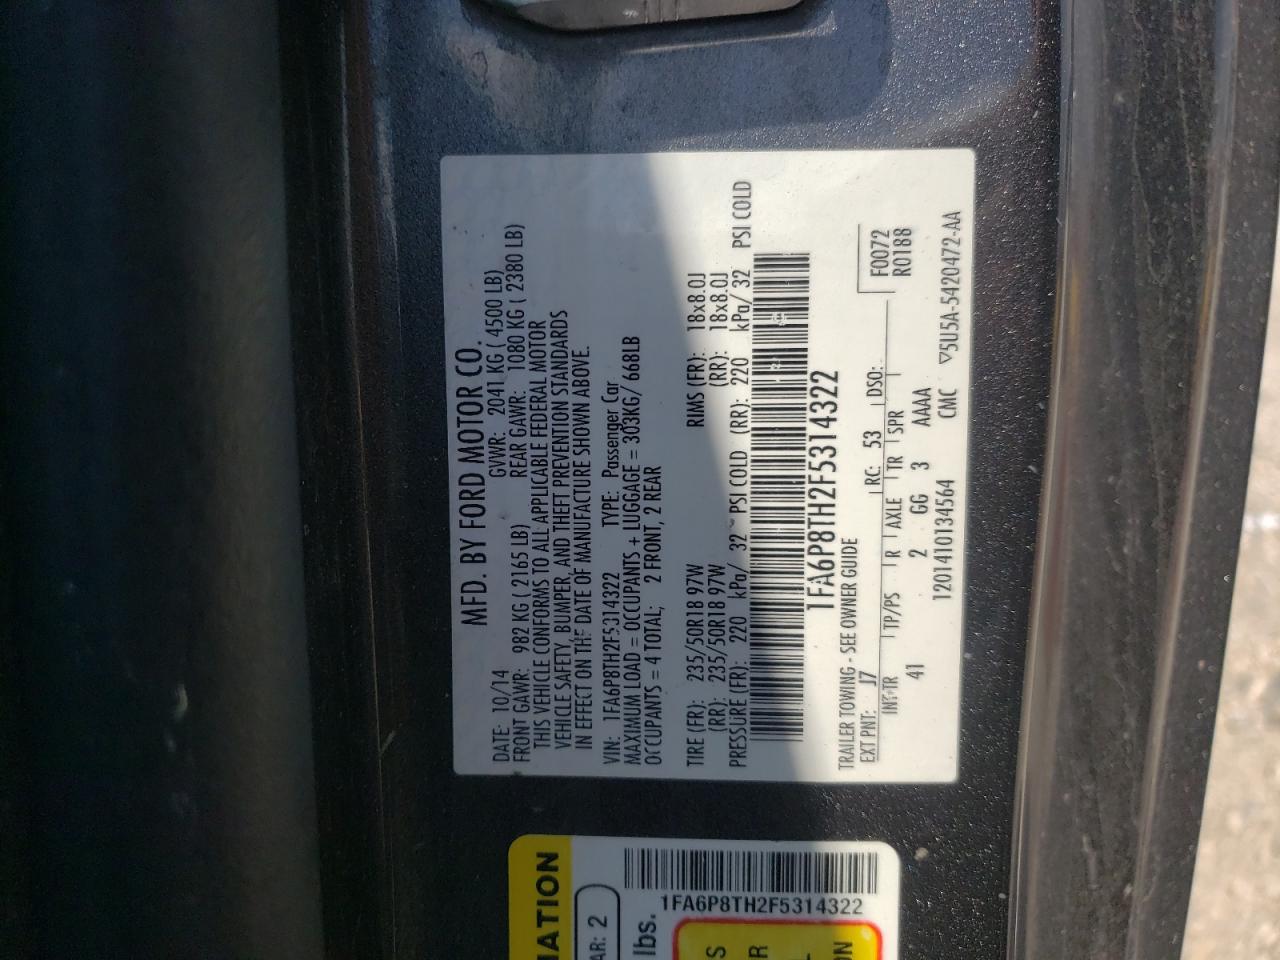 MFD. BY FORD MOTOR CO.
DATE: 10/14 GVWR: 2041 KG ( 4500 LB)
FRONT GAWR: 982 KG ( 2165 LB) REAR GAWR: 1080 KG ( 2380 LB)
THIS VEHICLE CONFORMS TO ALL APPLICABLE FEDERAL MOTOR
VEHICLE SAFETY, BUMPER, AND THEFT PREVENTION STANDARDS
IN EFFECT ON THE DATE OF MANUFACTURE SHOWN ABOVE.
VIN: 1FA6P8TH2F5314322 TYPE: Passenger Car
MAXIMUM LOAD = OCCUPANTS + LUGGAGE = 303KG/ 668LB
OCCUPANTS = 4 TOTAL; 2 FRONT, 2 REAR
TIRE (FR): 235/50R18 97W RIMS (FR): 18x8.0J
(RR): 235/50R18 97W (RR): 18x8.0J
PRESSURE (FR): 220 kPa/ 32 PSI COLD (RR): 220 kPa/ 32 PSI COLD
1FA6P8TH2F5314322
TRAILER TOWING - SEE OWNER GUIDE F0072
EXT PNT: J7 RC: 53 DSO: R0188
INT TR TP/PS R AXLE TR SPR
41 2 GG 3 AAAA
1201410134564 CMC ▽5U5A-5420472-AA
MATION
AR: 2
lbs.
1FA6P8TH2F5314322
S
R
L
ON